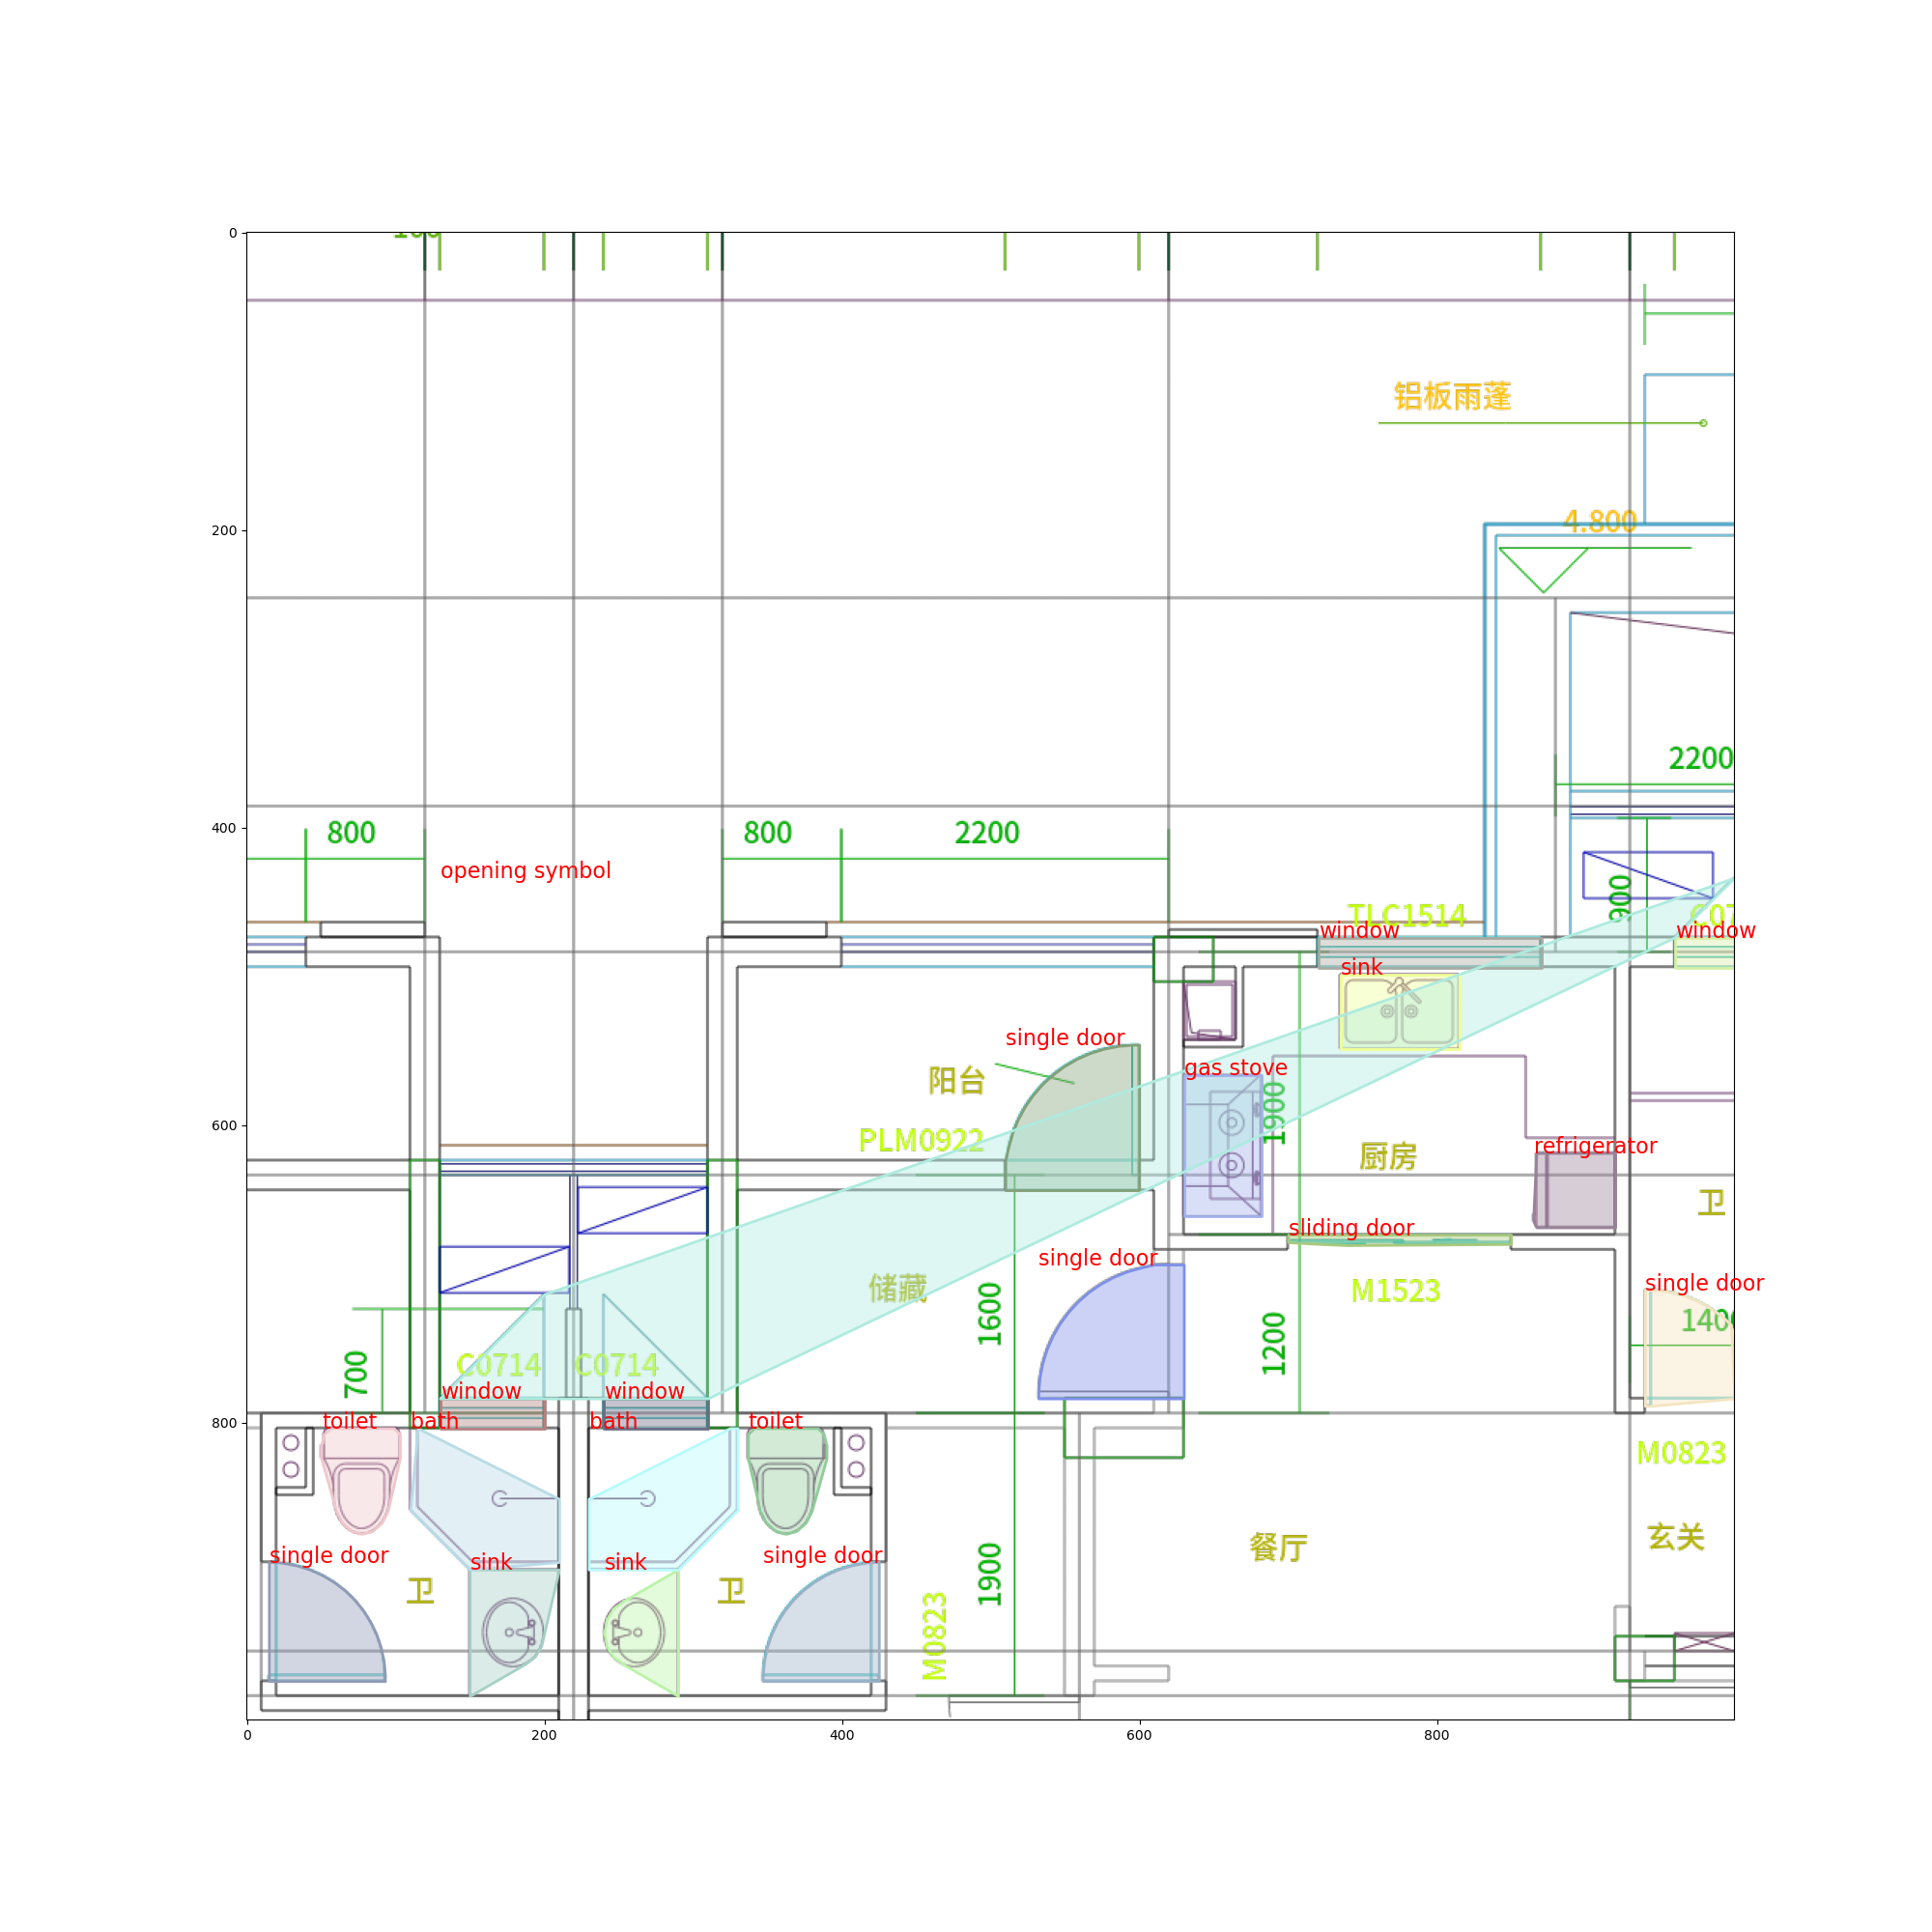 0
200
400
600
800
0
200
400
600
800
铝板雨蓬
4.800
2200
800
800
2200
opening symbol
900
TLC1514
window
window
sink
single door
阳台
gas stove
1900
PLM0922
厨房
refrigerator
卫
sliding door
single door
储藏
M1523
single door
1600
1200
700
C0714
C0714
window
window
toilet
bath
bath
toilet
M0823
餐厅
玄关
single door
sink
sink
single door
卫
卫
1900
M0823